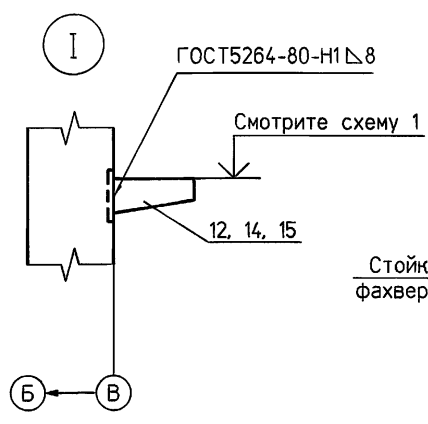 I
ГОСТ5264-80-Н1⊿8
Смотрите схему 1
12, 14, 15
Стойк
фахвер
Б
В